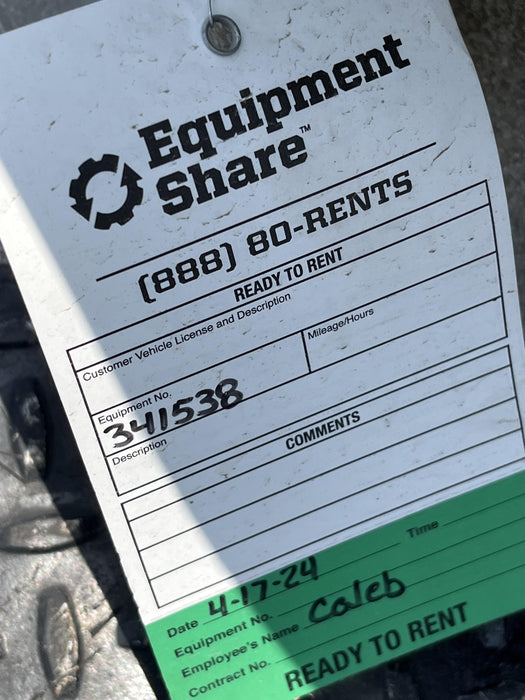 Equipment
Share™
(888) 80-RENTS
READY TO RENT
Customer Vehicle License and Description
Equipment No. Mileage/Hours
341538
Description
COMMENTS
Date 4-17-24 Time
Equipment No.
Employee's Name Caleb
Contract No.
READY TO RENT